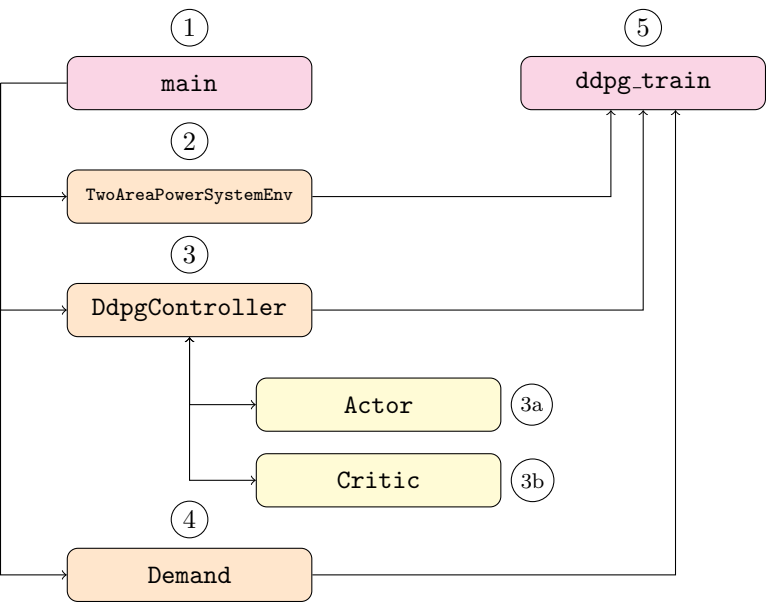 1
5
main
ddpg_train
2
TwoAreaPowerSystemEnv
3
DdpgController
Actor
3a
Critic
3b
4
Demand